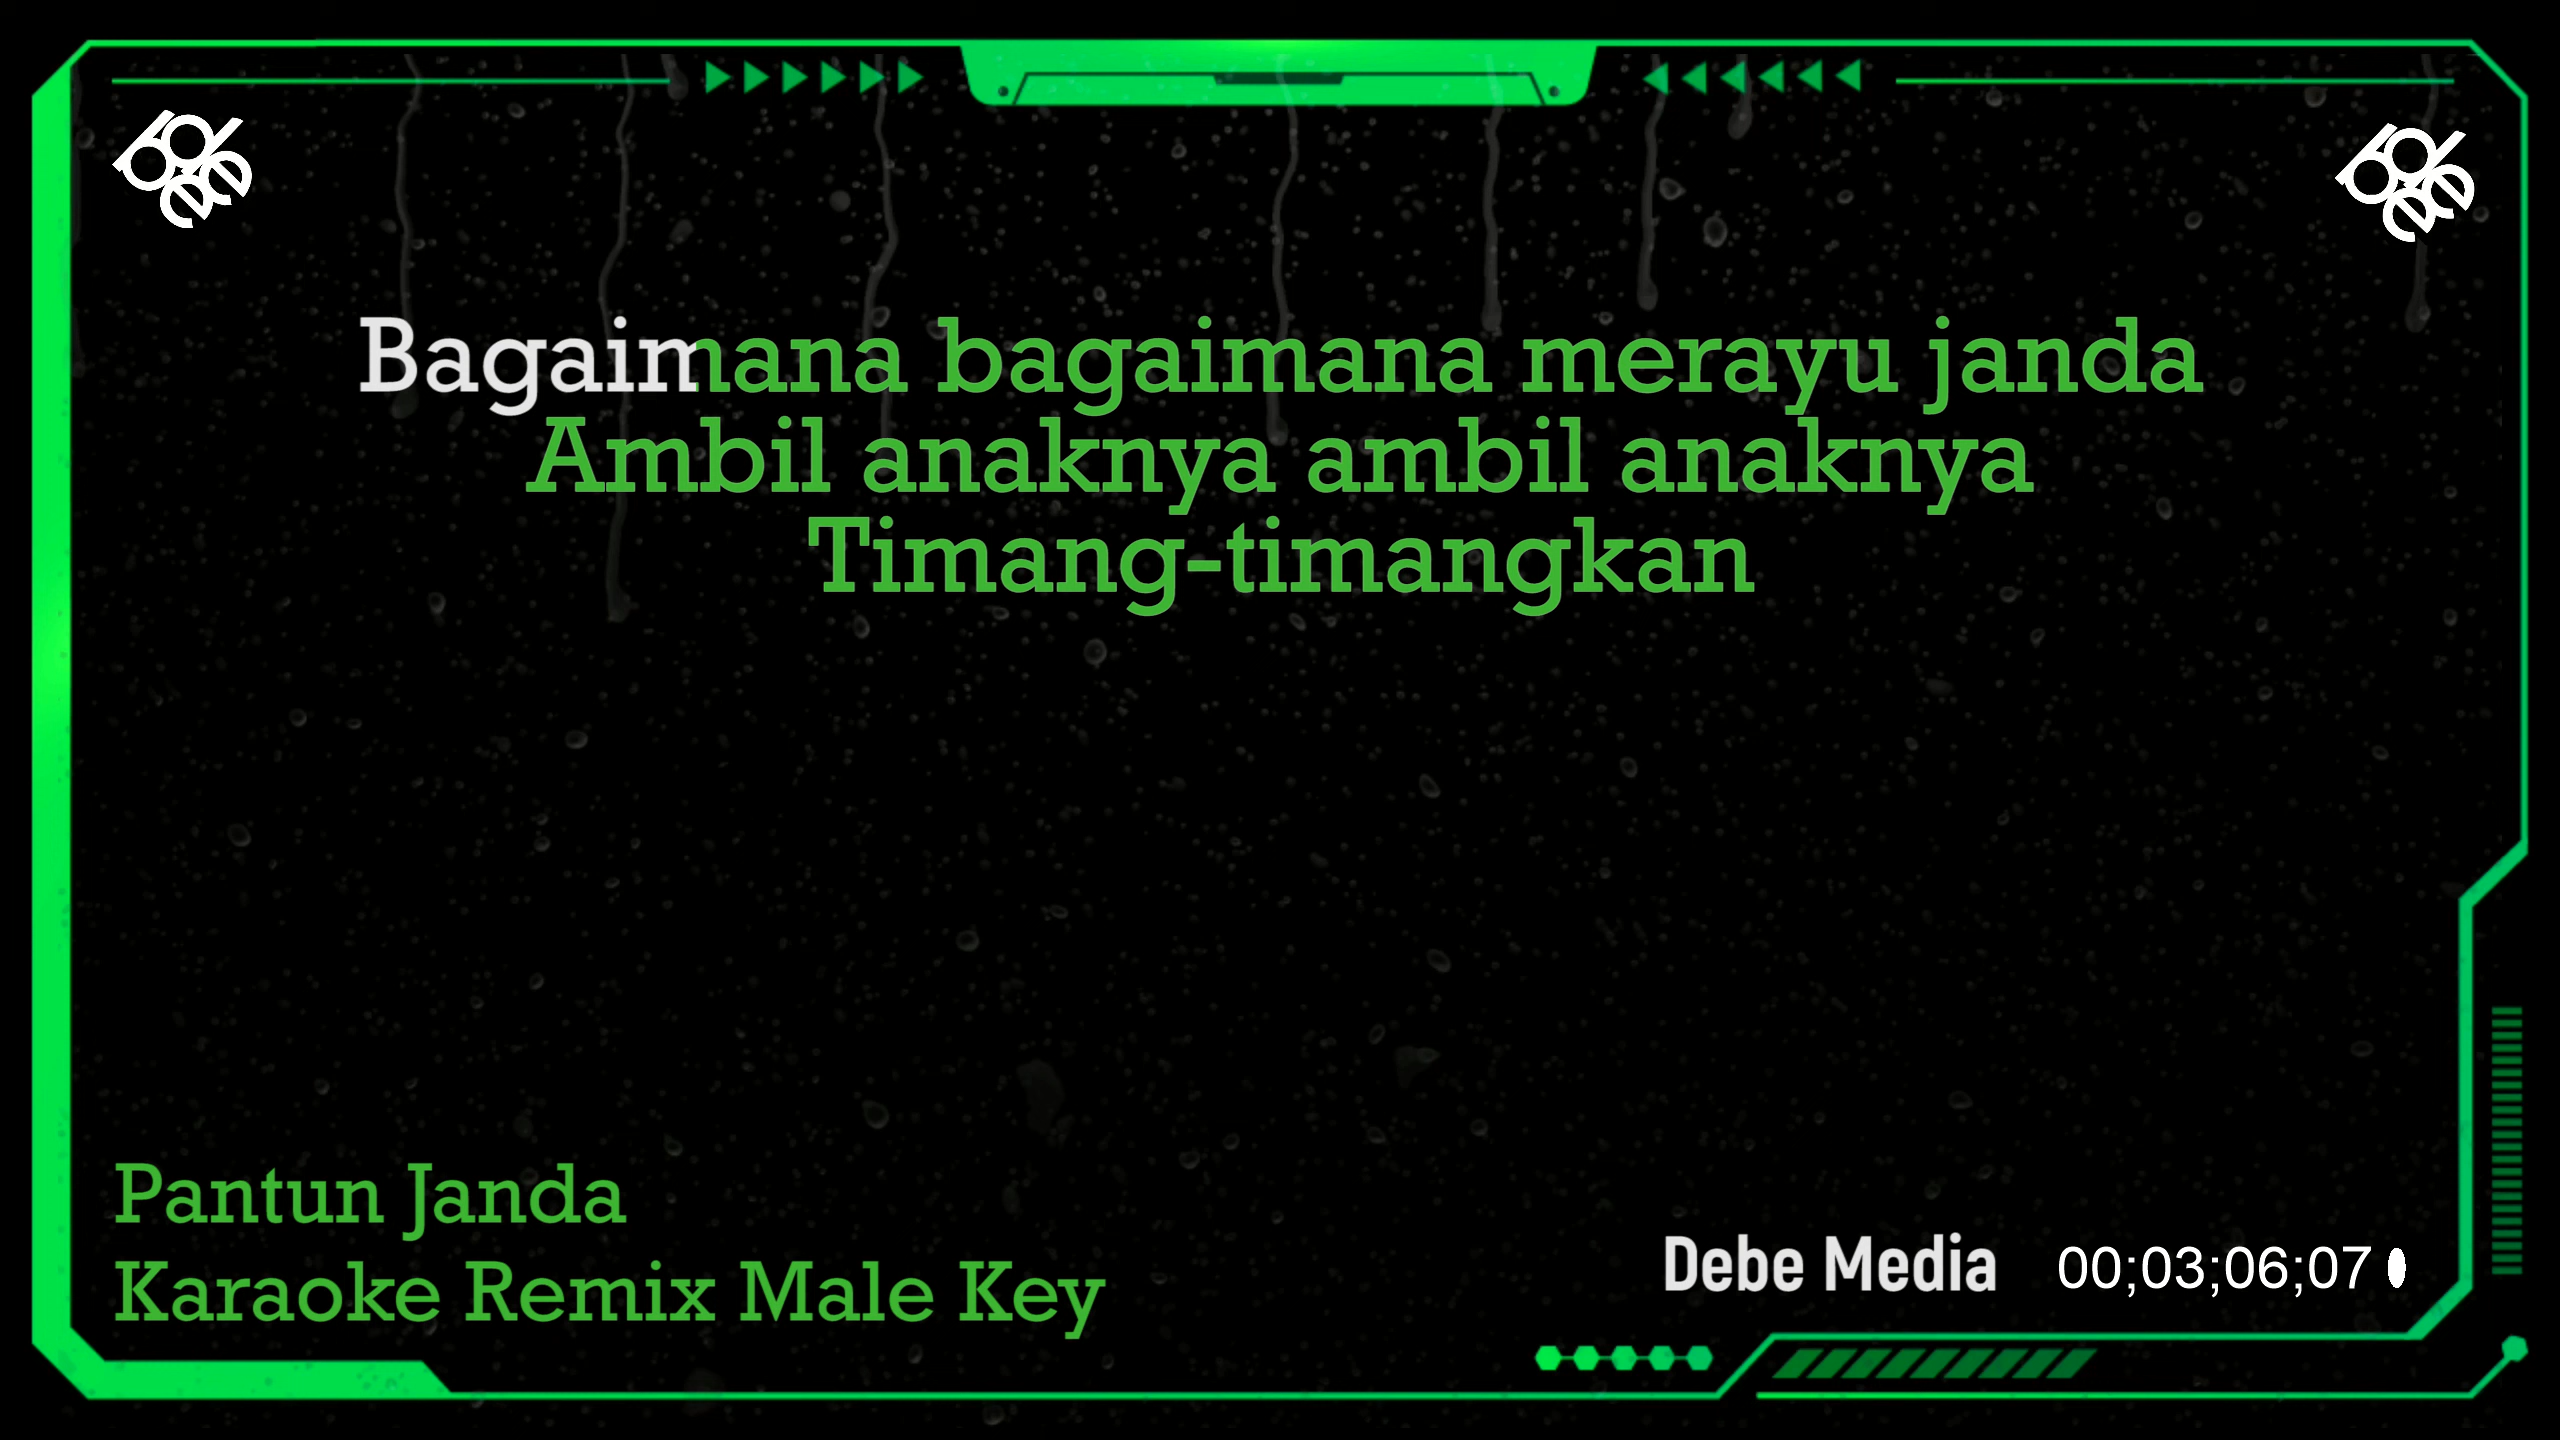 Bagaimana bagaimana merayu janda
Ambil anaknya ambil anaknya
Timang-timangkan
Pantun Janda
Karaoke Remix Male Key
Debe Media 00;03;06;07